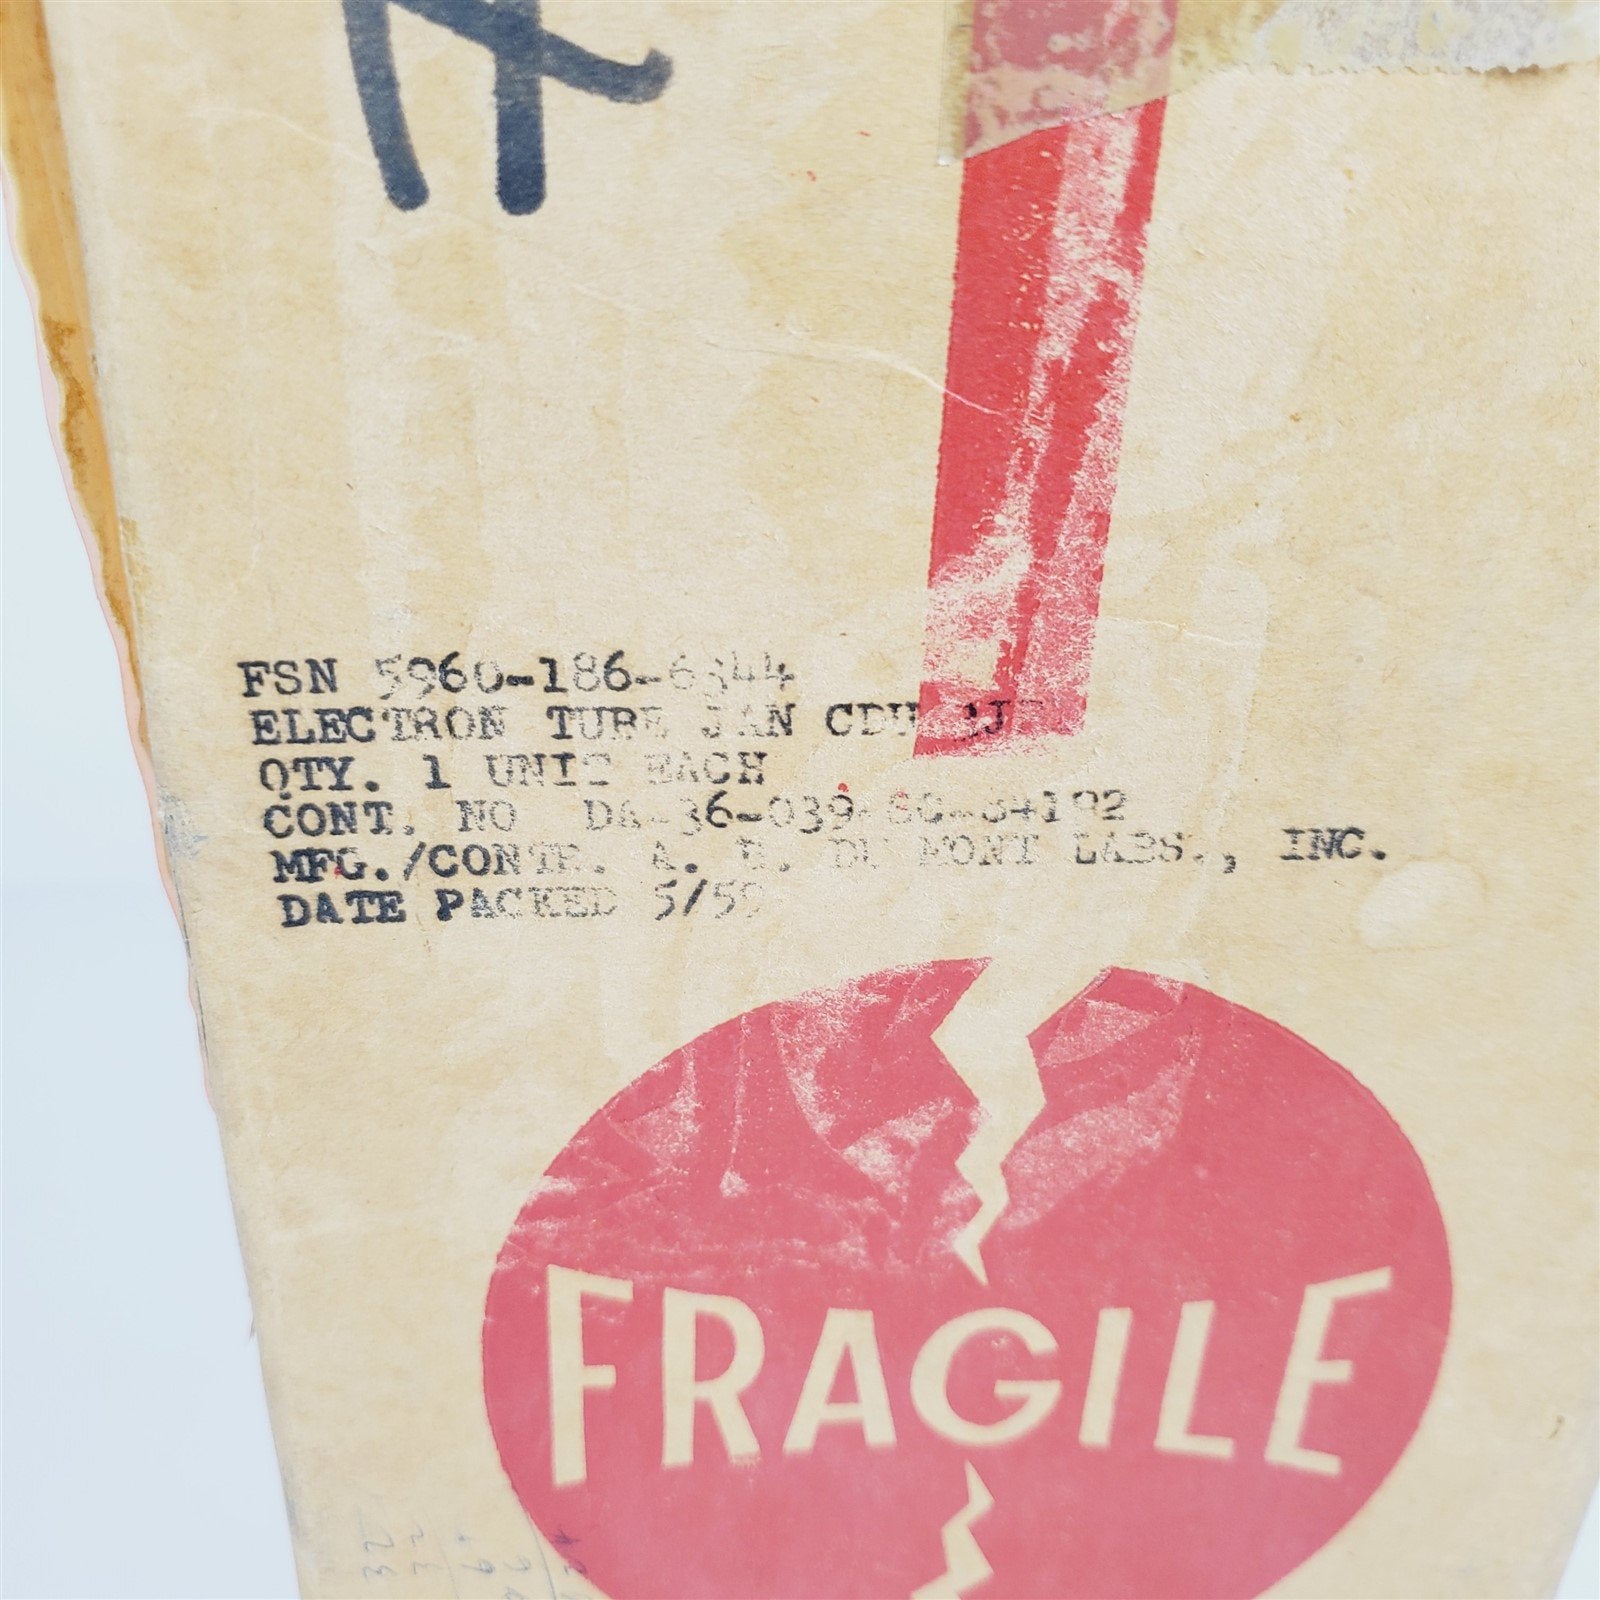 FSN 5960-186-6344
ELECTRON TUBE JAN CDU
QTY. 1 UNIT EACH
CONT. NO DA-36-039-
MFG./CONTR. A. B. DU MONT LABS., INC.
DATE PACKED 5/59
FRAGILE